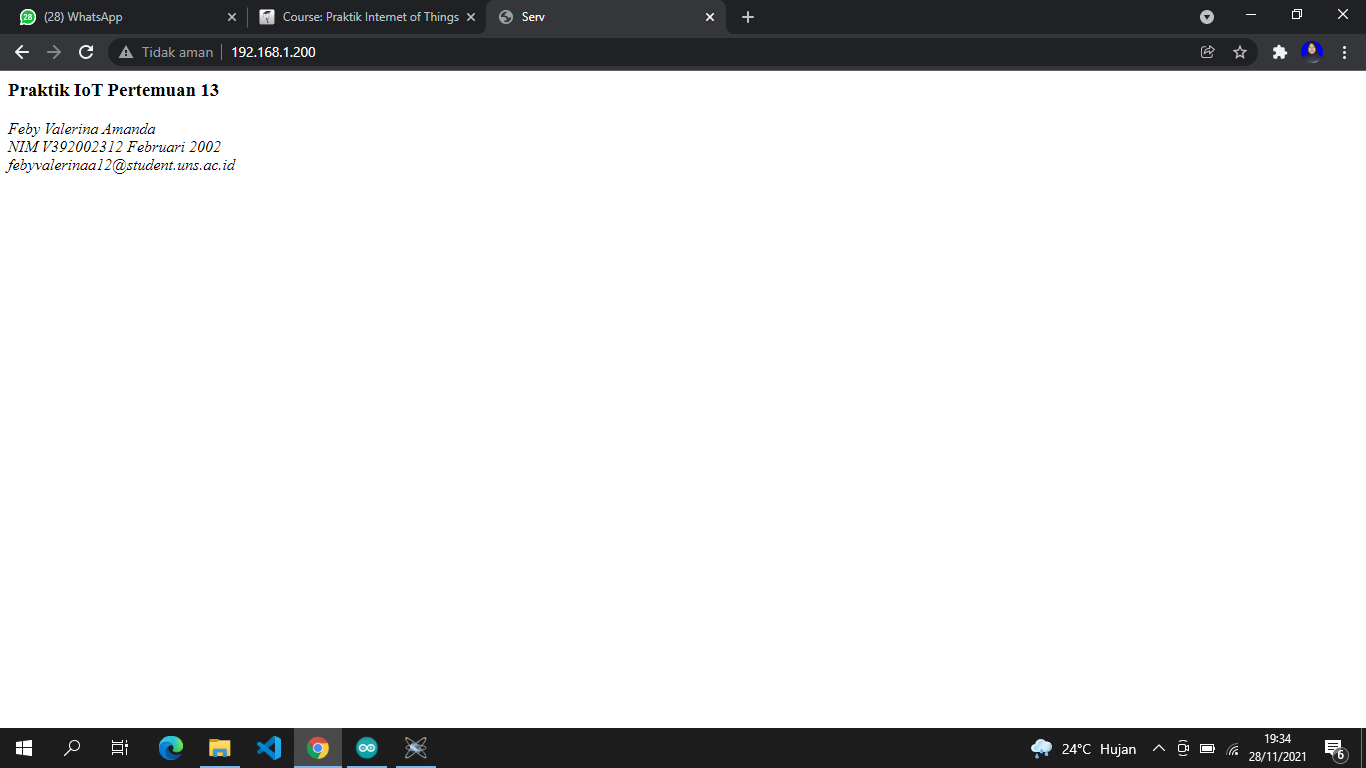 (28) WhatsApp
Course: Praktik Internet of Things
Serv
Tidak aman
192.168.1.200
Praktik IoT Pertemuan 13
Feby Valerina Amanda
NIM V392002312 Februari 2002
febyvalerinaa12@student.uns.ac.id
24°C Hujan
19:34
28/11/2021
6